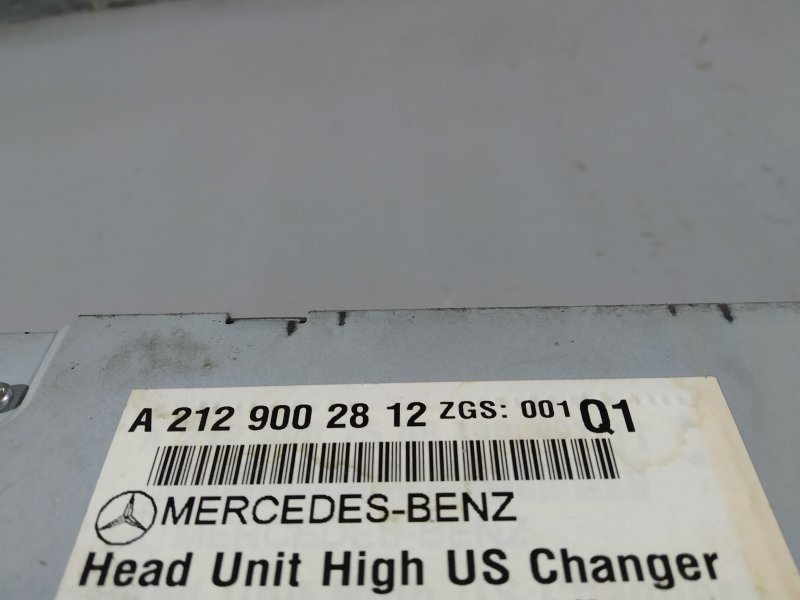 A 212 900 28 12 ZGS: 001 Q1
MERCEDES-BENZ
Head Unit High US Changer